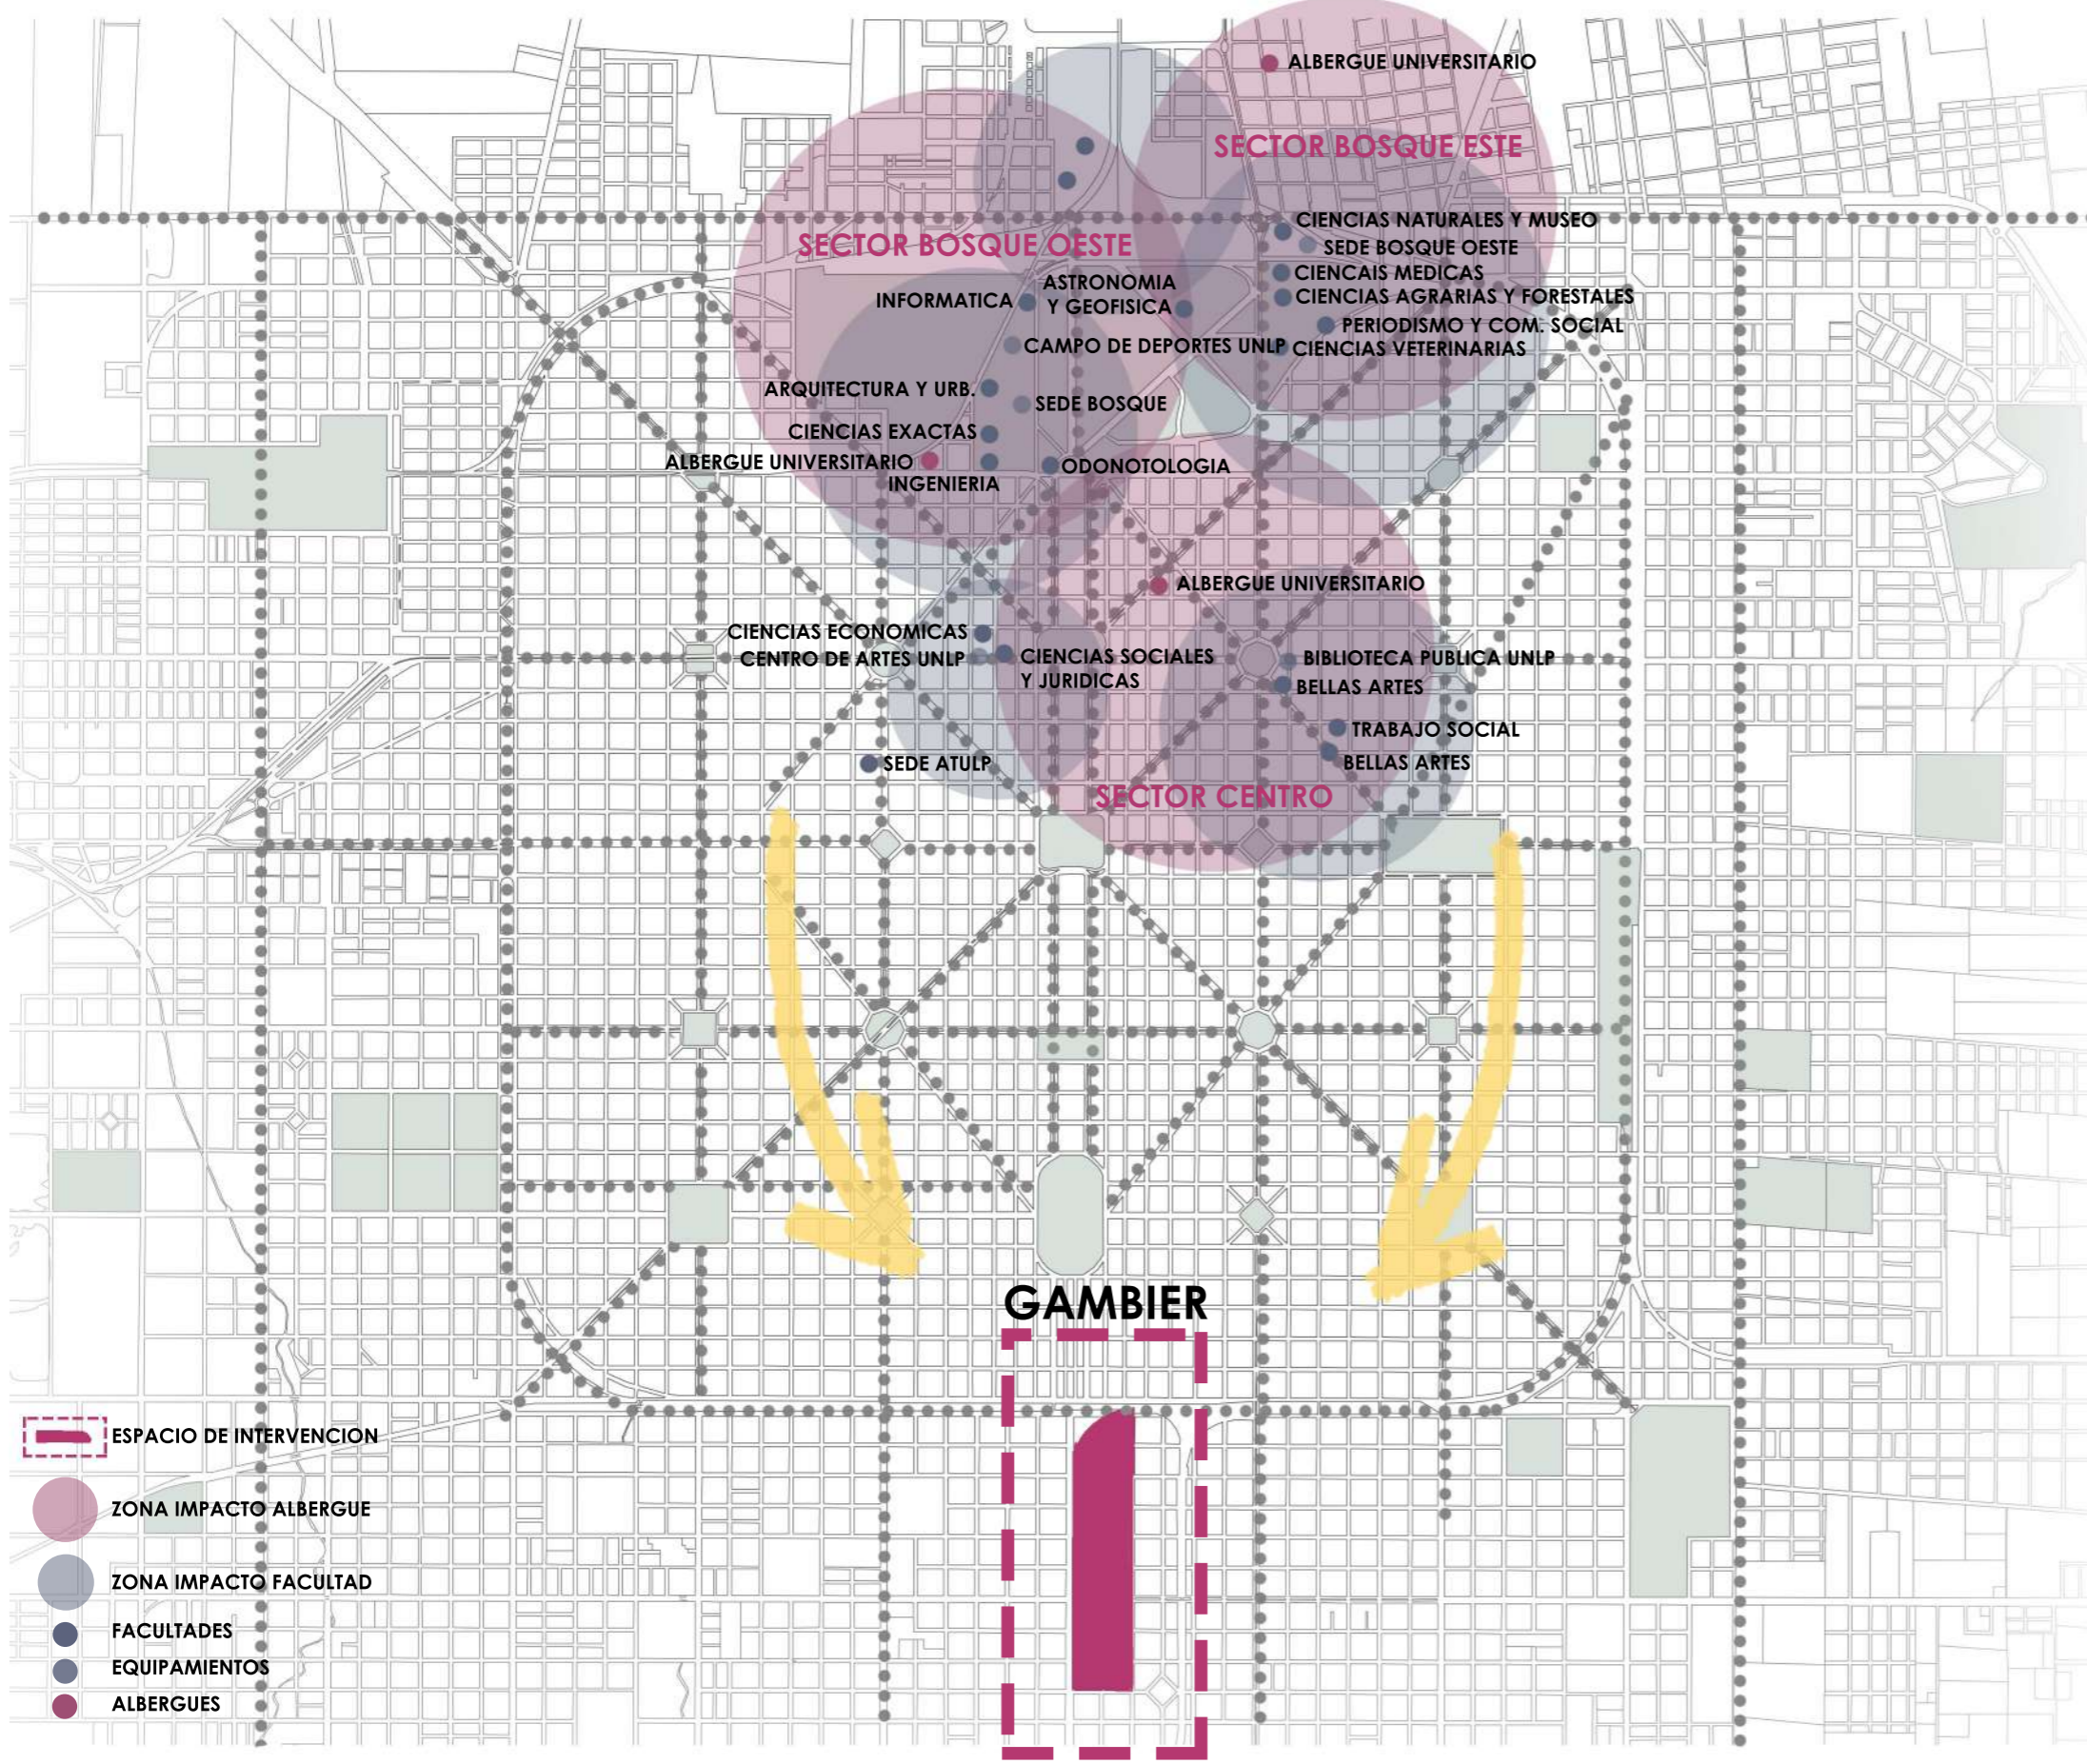 ALBERGUE UNIVERSITARIO
SECTOR BOSQUE ESTE
CIENCIAS NATURALES Y MUSEO
SECTOR BOSQUE OESTE
SEDE BOSQUE OESTE
CIENCAIS MEDICAS
ASTRONOMIA
Y GEOFISICA
INFORMATICA
CIENCIAS AGRARIAS Y FORESTALES
PERIODISMO Y COM. SOCIAL
CAMPO DE DEPORTES UNLP
CIENCIAS VETERINARIAS
ARQUITECTURA Y URB.
SEDE BOSQUE
CIENCIAS EXACTAS
ALBERGUE UNIVERSITARIO
ODONOTOLOGIA
INGENIERIA
ALBERGUE UNIVERSITARIO
CIENCIAS ECONOMICAS
CENTRO DE ARTES UNLP
CIENCIAS SOCIALES
Y JURIDICAS
BIBLIOTECA PUBLICA UNLP
BELLAS ARTES
TRABAJO SOCIAL
SEDE ATULP
BELLAS ARTES
SECTOR CENTRO
GAMBIER
ESPACIO DE INTERVENCION
ZONA IMPACTO ALBERGUE
ZONA IMPACTO FACULTAD
FACULTADES
EQUIPAMIENTOS
ALBERGUES